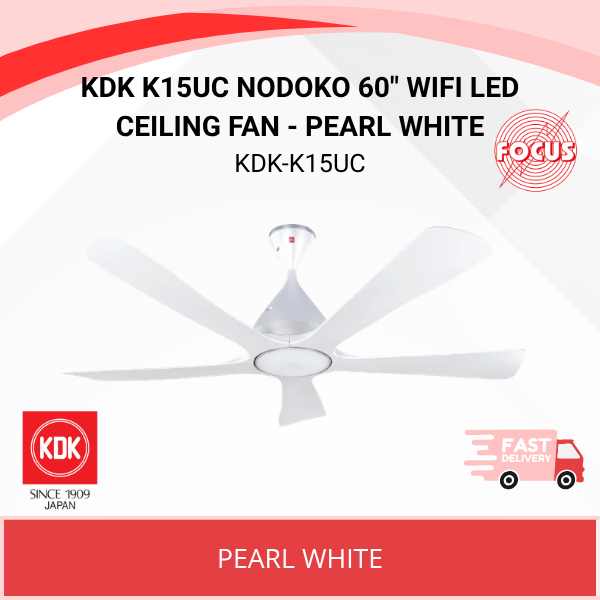 KDK K15UC NODOKO 60" WIFI LED
CEILING FAN - PEARL WHITE
KDK-K15UC
FOCUS
KDK
SINCE 1909
JAPAN
FAST
DELIVERY
PEARL WHITE